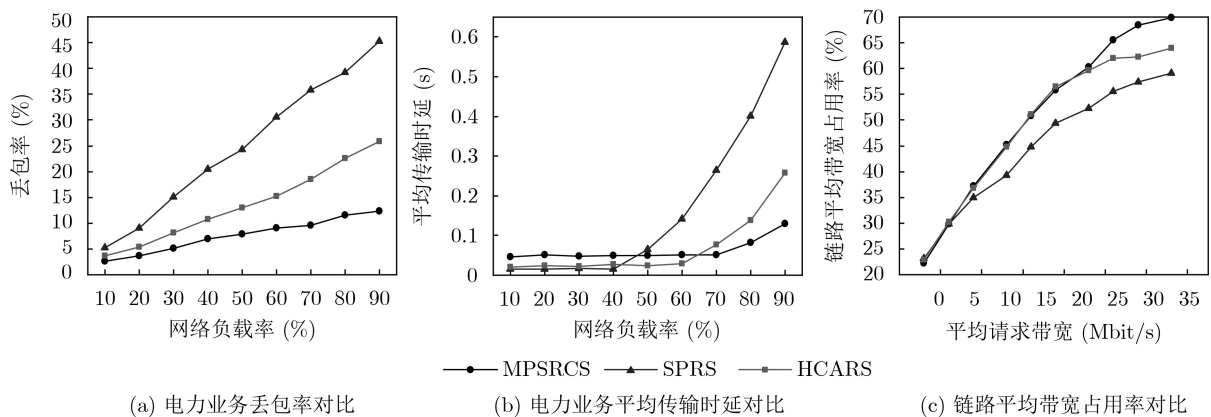 50
45
40
35
30
25
20
15
10
5
0
丢包率 (%)
10 20 30 40 50 60 70 80 90
网络负载率 (%)
0.6
0.5
0.4
0.3
0.2
0.1
0
平均传输时延 (s)
10 20 30 40 50 60 70 80 90
网络负载率 (%)
70
65
60
55
50
45
40
35
30
25
20
链路平均带宽占用率 (%)
0 5 10 15 20 25 30 35
平均请求带宽 (Mbit/s)
MPSRCS SPRS HCARS
(a) 电力业务丢包率对比
(b) 电力业务平均传输时延对比
(c) 链路平均带宽占用率对比